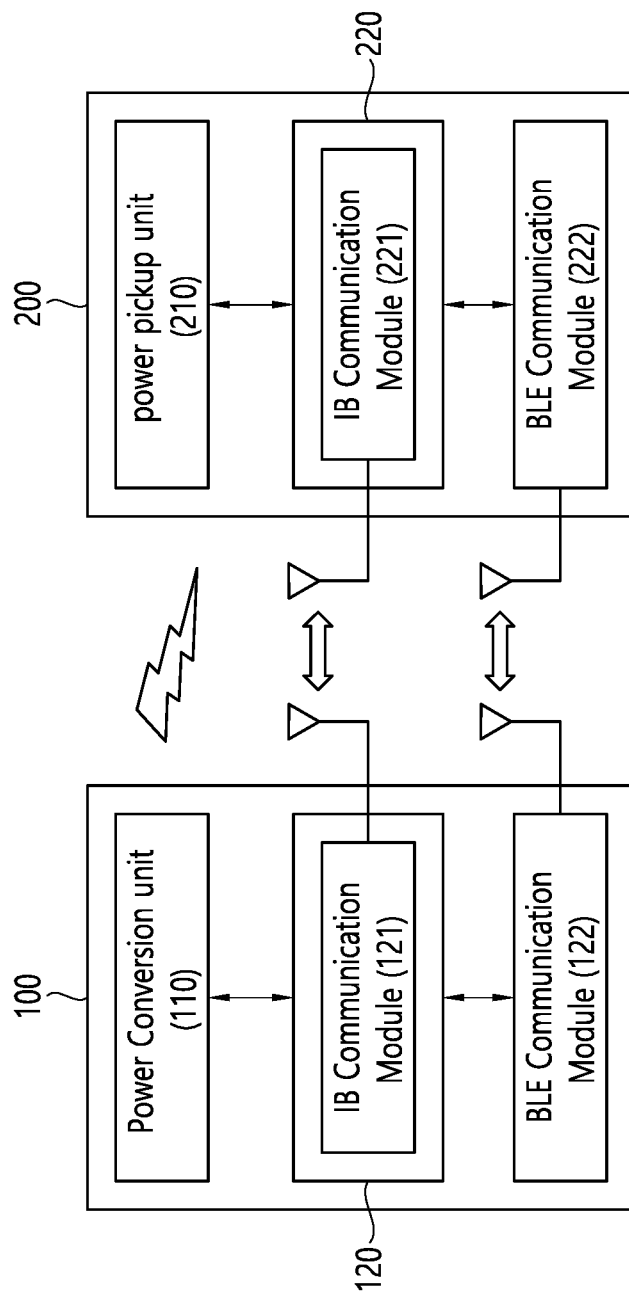 100
Power Conversion unit
(110)
IB Communication
Module (121)
120
BLE Communication
Module (122)
200
power pickup unit
(210)
220
IB Communication
Module (221)
BLE Communication
Module (222)